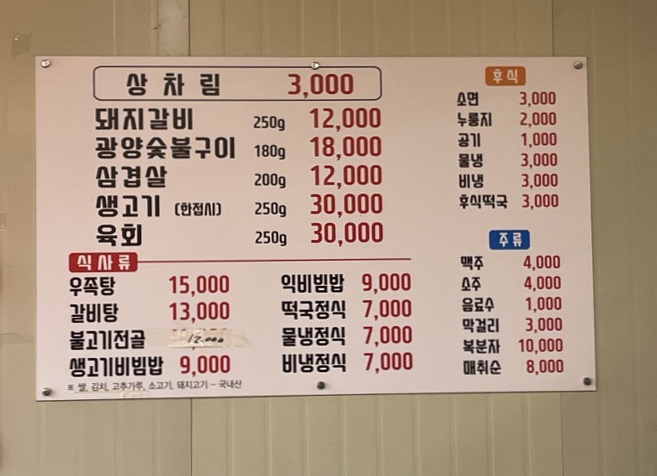 상차림 3,000
돼지갈비 250g 12,000
광양숯불구이 180g 18,000
삼겹살 200g 12,000
생고기 (한접시) 250g 30,000
육회 250g 30,000
식사류
우족탕 15,000
갈비탕 13,000
불고기전골 12,000
생고기비빔밥 9,000
익비빔밥 9,000
떡국정식 7,000
물냉정식 7,000
비냉정식 7,000
※ 쌀, 김치, 고추가루, 소고기, 돼지고기 - 국내산
후식
소면 3,000
누룽지 2,000
공기 1,000
물냉 3,000
비냉 3,000
후식떡국 3,000
주류
맥주 4,000
소주 4,000
음료수 1,000
막걸리 3,000
복분자 10,000
매취순 8,000